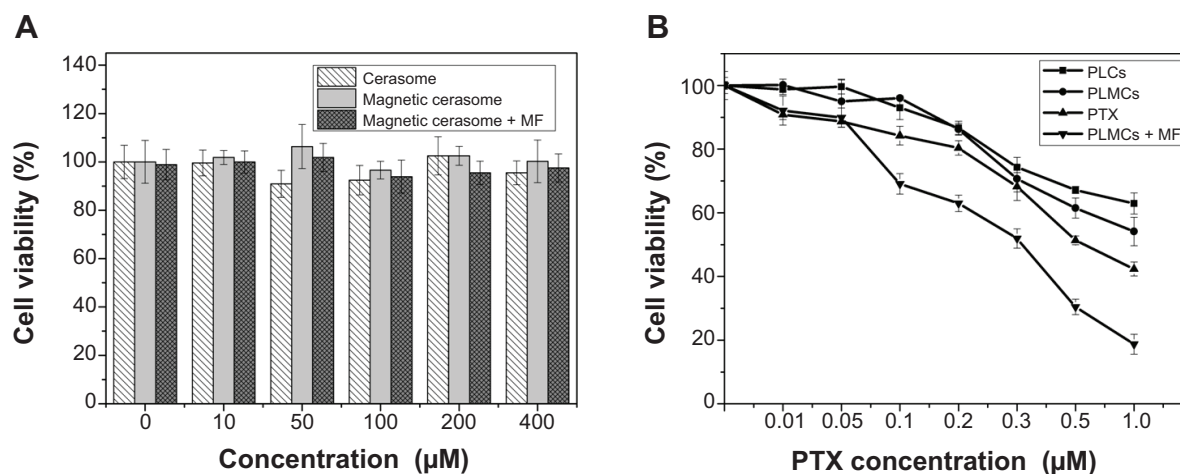 A
Cell viability (%)
140
120
100
80
60
40
20
0
Cerasome
Magnetic cerasome
Magnetic cerasome + MF
0 10 50 100 200 400
Concentration (µM)
B
Cell viability (%)
100
80
60
40
20
0
PLCs
PLMCs
PTX
PLMCs + MF
0.01 0.05 0.1 0.2 0.3 0.5 1.0
PTX concentration (µM)